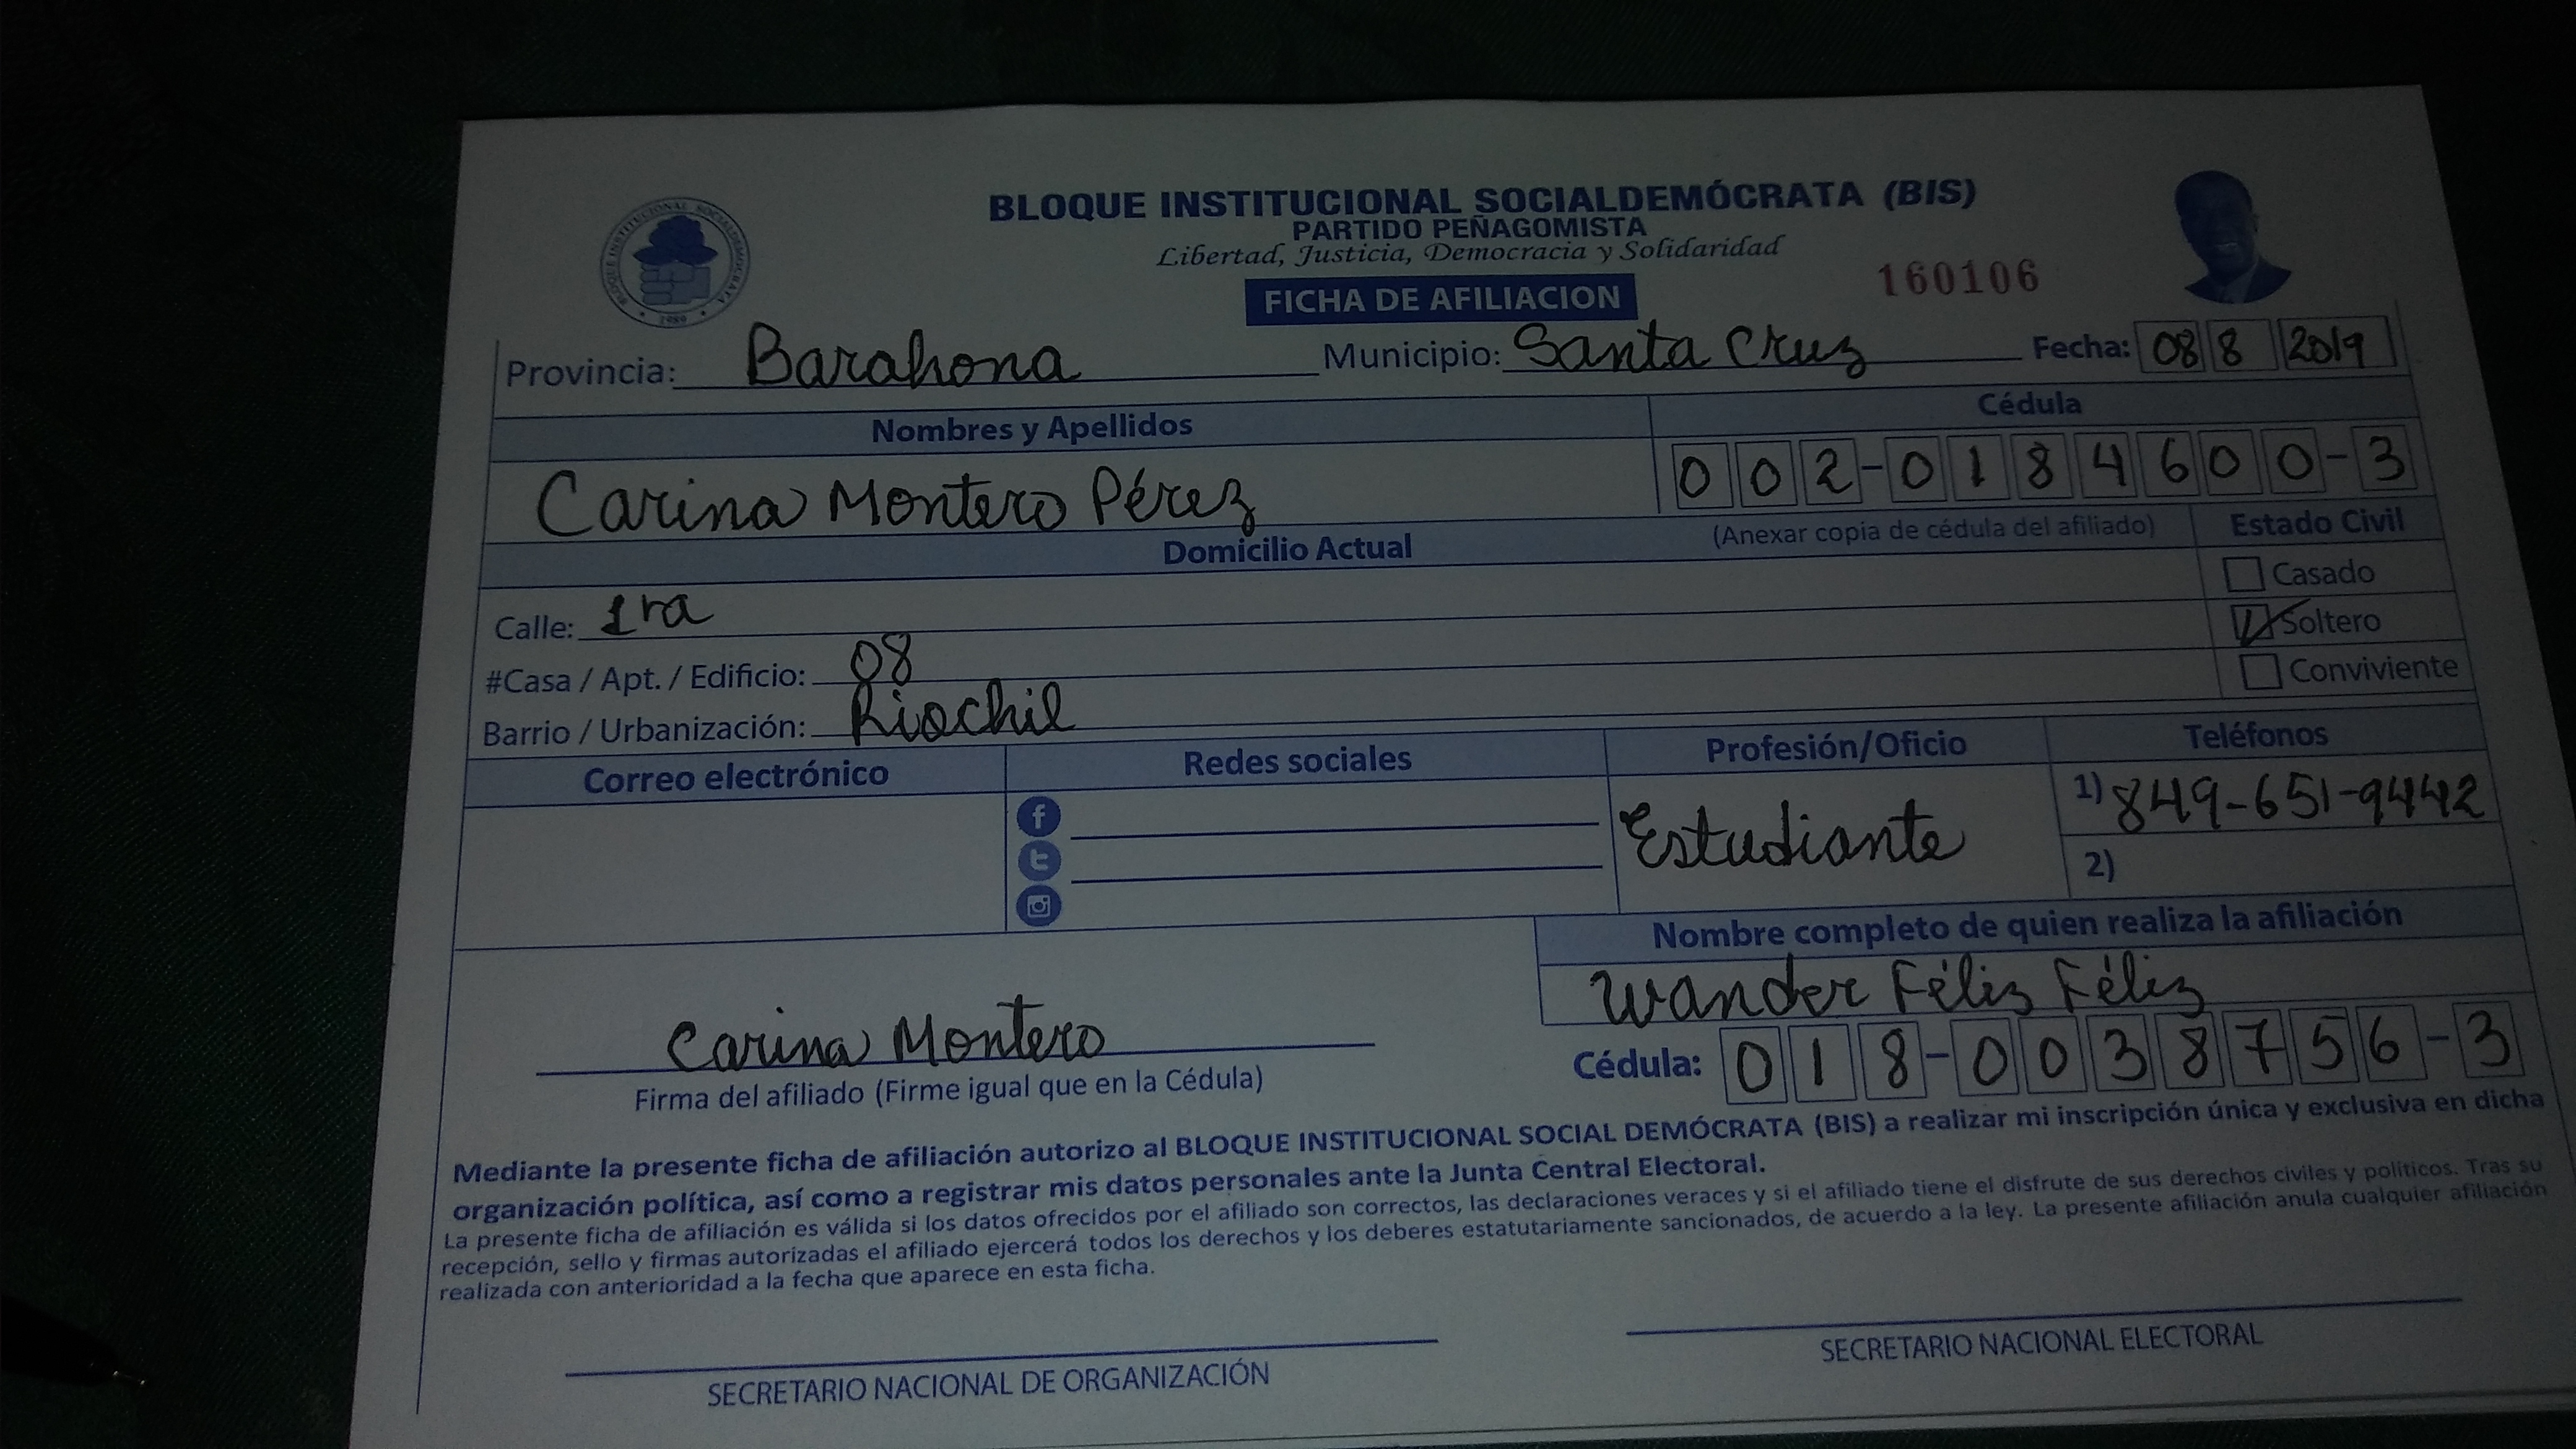 BLOQUE INSTITUCIONAL SOCIALDEMÓCRATA (BIS)
PARTIDO PEÑAGOMISTA
Libertad, Justicia, Democracia y Solidaridad
BLOQUE INSTITUCIONAL SOCIALDEMOCRATA
1989
FICHA DE AFILIACION
160106
Provincia: Barahona Municipio: Santa Cruz Fecha: 08 8 2019
Nombres y Apellidos Cédula
Carina Montero Pérez 002-0184600-3
Domicilio Actual (Anexar copia de cédula del afiliado) Estado Civil
Casado
Calle: 1ra
Soltero
#Casa / Apt. / Edificio: 08
Conviviente
Barrio / Urbanización: Riochil
Correo electrónico Redes sociales Profesión/Oficio Teléfonos
1) 849-651-9442
Estudiante
2)
Nombre completo de quien realiza la afiliación
Wander Féliz Féliz
Carina Montero
Cédula: 018-0038756-3
Firma del afiliado (Firme igual que en la Cédula)
Mediante la presente ficha de afiliación autorizo al BLOQUE INSTITUCIONAL SOCIAL DEMÓCRATA (BIS) a realizar mi inscripción única y exclusiva en dicha
organización política, así como a registrar mis datos personales ante la Junta Central Electoral.
La presente ficha de afiliación es válida si los datos ofrecidos por el afiliado son correctos, las declaraciones veraces y si el afiliado tiene el disfrute de sus derechos civiles y políticos. Tras su
recepción, sello y firmas autorizadas el afiliado ejercerá todos los derechos y los deberes estatutariamente sancionados, de acuerdo a la ley. La presente afiliación anula cualquier afiliación
realizada con anterioridad a la fecha que aparece en esta ficha.
SECRETARIO NACIONAL DE ORGANIZACIÓN SECRETARIO NACIONAL ELECTORAL